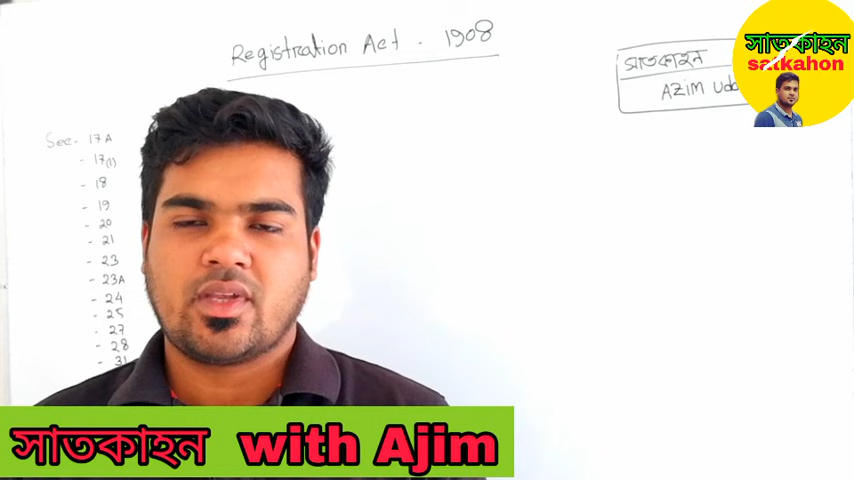 Registration Act - 1908
সাতকাহন
AZIM Udd
সাতকাহন
satkahon
Sec - 17A
- 17(1)
- 18
- 19
- 20
- 21
- 23
- 23A
- 24
- 25
- 27
- 28
- 31
সাতকাহন with Ajim